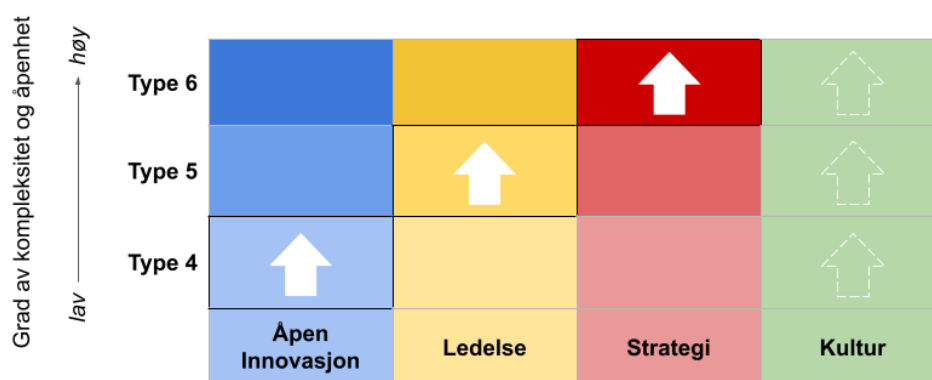 Grad av kompleksitet og åpenhet
høy
lav
Type 6
Type 5
Type 4
Åpen
Innovasjon
Ledelse
Strategi
Kultur